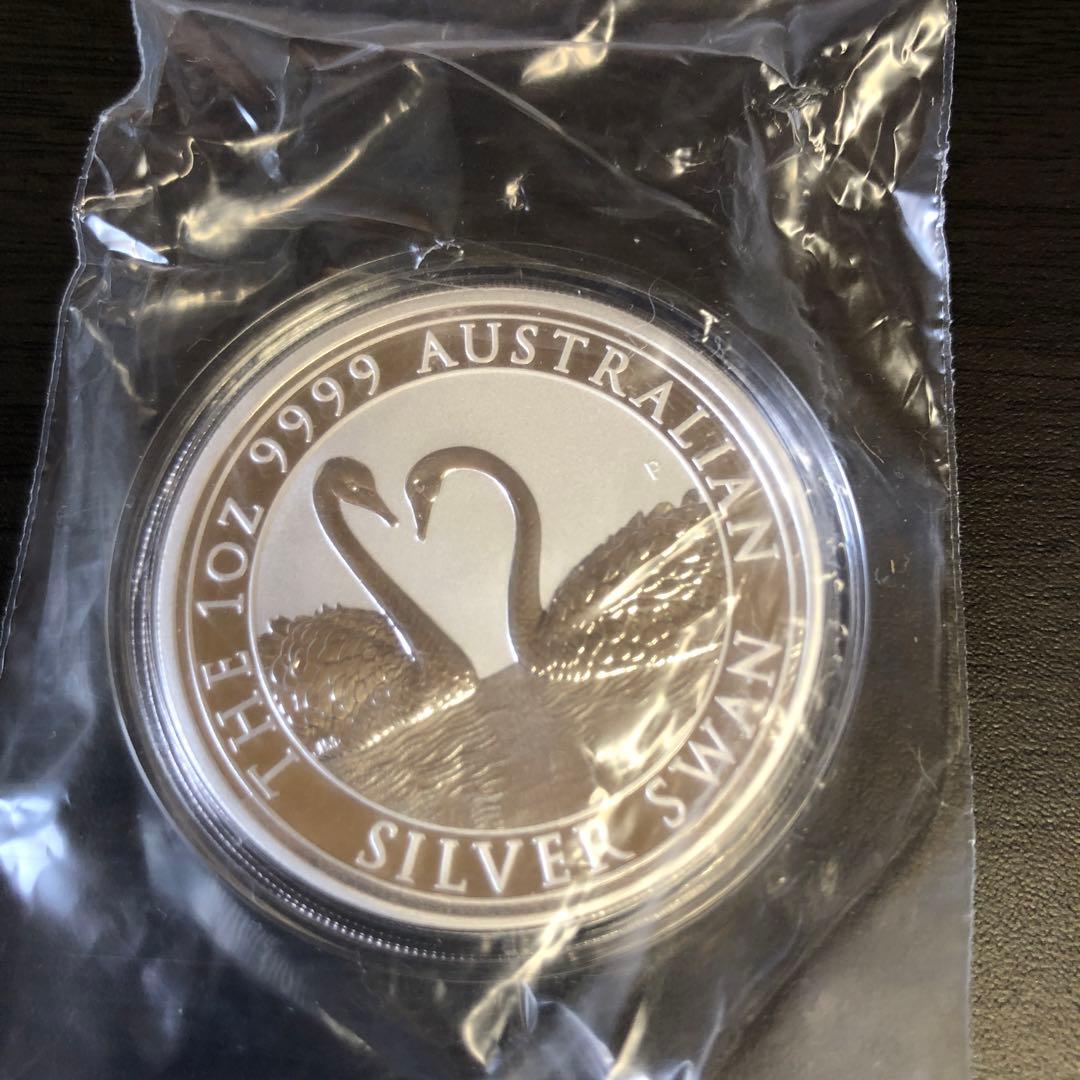 THE 1OZ 9999 AUSTRALIAN
SILVER SWAN
P